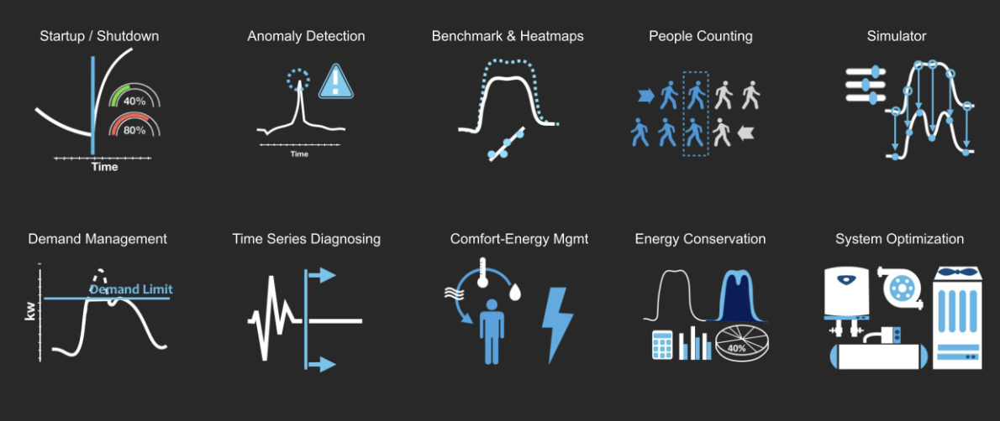 Startup / Shutdown
Anomaly Detection
Benchmark & Heatmaps
People Counting
Simulator
40%
80%
Time
Time
Demand Management
Time Series Diagnosing
Comfort-Energy Mgmt
Energy Conservation
System Optimization
Demand Limit
kw
40%